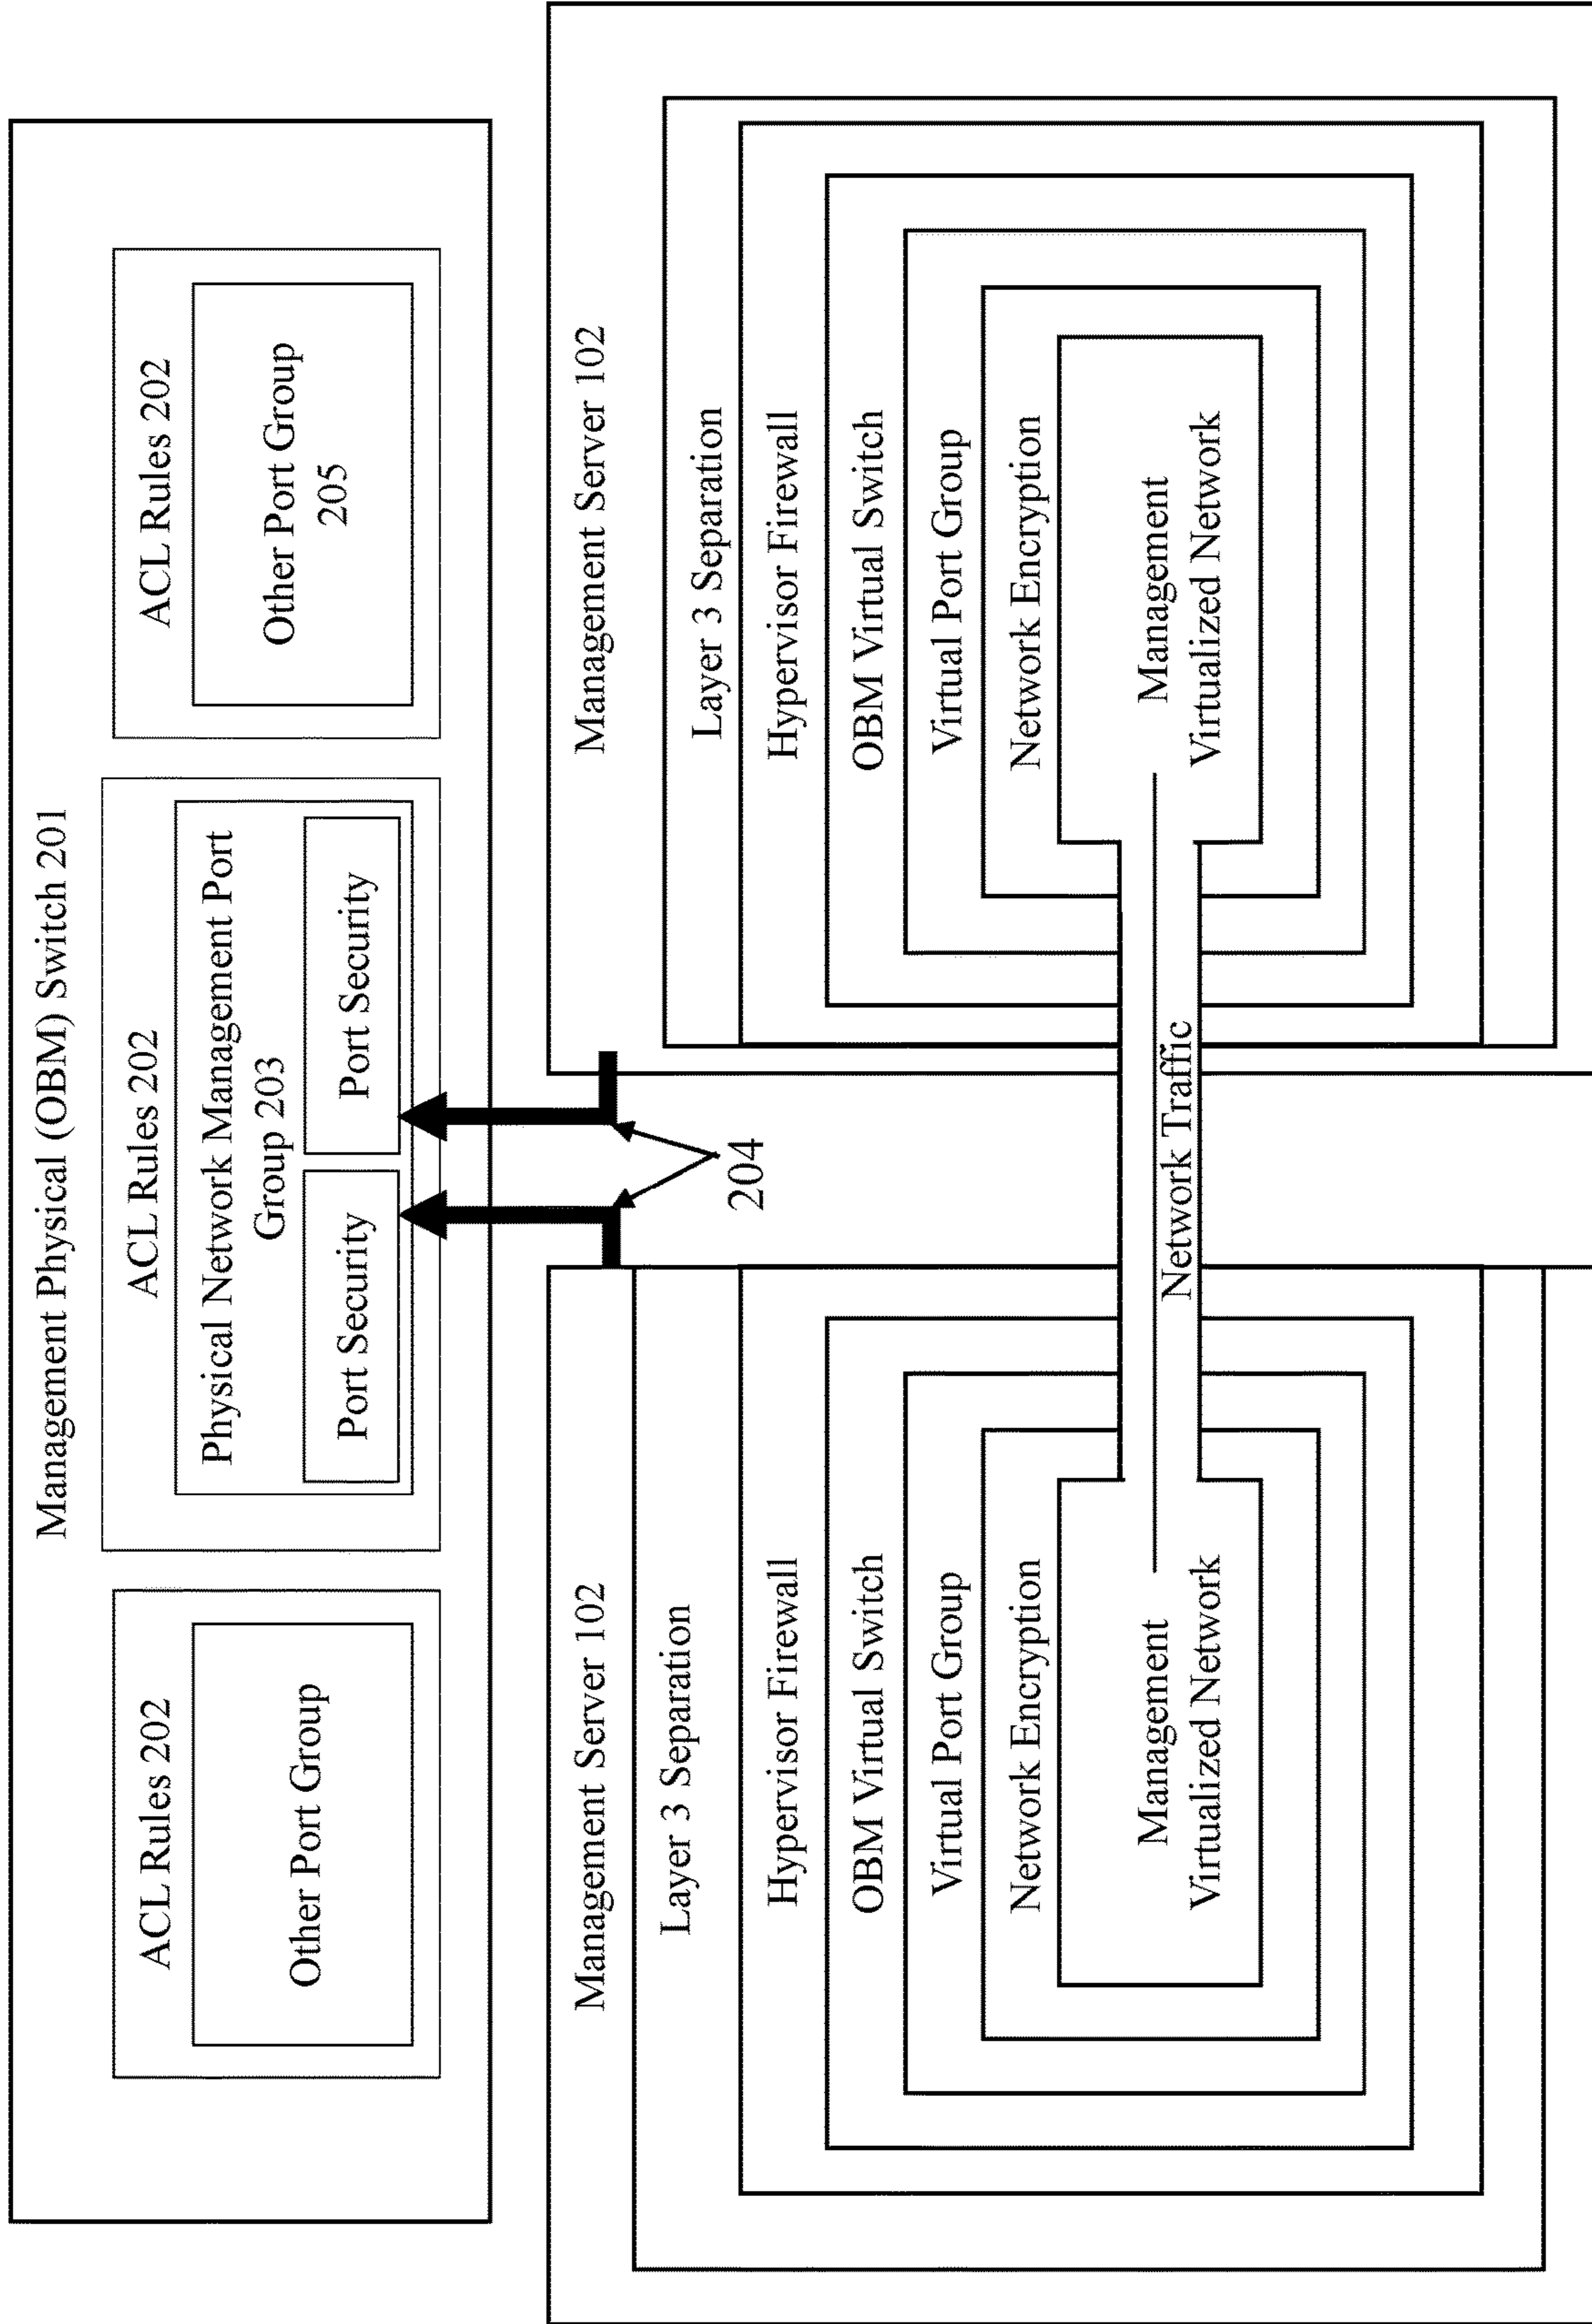 Management Physical (OBM) Switch 201
ACL Rules 202
Other Port Group
ACL Rules 202
Physical Network Management Port
Group 203
Port Security
Port Security
ACL Rules 202
Other Port Group
205
204
Management Server 102
Layer 3 Separation
Hypervisor Firewall
OBM Virtual Switch
Virtual Port Group
Network Encryption
Management
Virtualized Network
Network Traffic
Management Server 102
Layer 3 Separation
Hypervisor Firewall
OBM Virtual Switch
Virtual Port Group
Network Encryption
Management
Virtualized Network